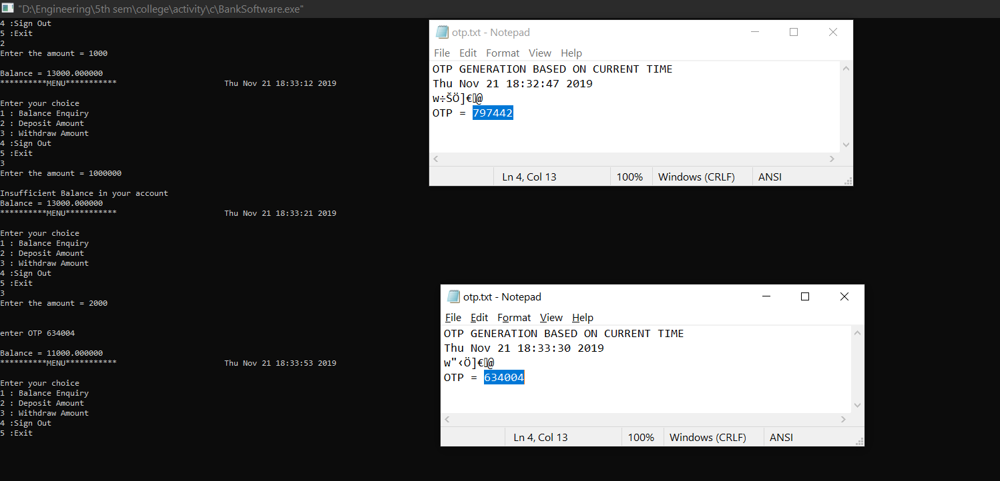 "D:\Engineering\5th sem\college\activity\c\BankSoftware.exe"
4 :Sign Out
5 :Exit
2
Enter the amount = 1000
Balance = 13000.000000
**********MENU*********** Thu Nov 21 18:33:12 2019
Enter your choice
1 : Balance Enquiry
2 : Deposit Amount
3 : Withdraw Amount
4 :Sign Out
5 :Exit
3
Enter the amount = 1000000
Insufficient Balance in your account
Balance = 13000.000000
**********MENU*********** Thu Nov 21 18:33:21 2019
Enter your choice
1 : Balance Enquiry
2 : Deposit Amount
3 : Withdraw Amount
4 :Sign Out
5 :Exit
3
Enter the amount = 2000
enter OTP 634004
Balance = 11000.000000
**********MENU*********** Thu Nov 21 18:33:53 2019
Enter your choice
1 : Balance Enquiry
2 : Deposit Amount
3 : Withdraw Amount
4 :Sign Out
5 :Exit
otp.txt - Notepad
File Edit Format View Help
OTP GENERATION BASED ON CURRENT TIME
Thu Nov 21 18:32:47 2019
w÷ŠÖ]€▯@
OTP = 797442
Ln 4, Col 13 100% Windows (CRLF) ANSI
otp.txt - Notepad
File Edit Format View Help
OTP GENERATION BASED ON CURRENT TIME
Thu Nov 21 18:33:30 2019
w"‹Ö]€▯@
OTP = 634004
Ln 4, Col 13 100% Windows (CRLF) ANSI